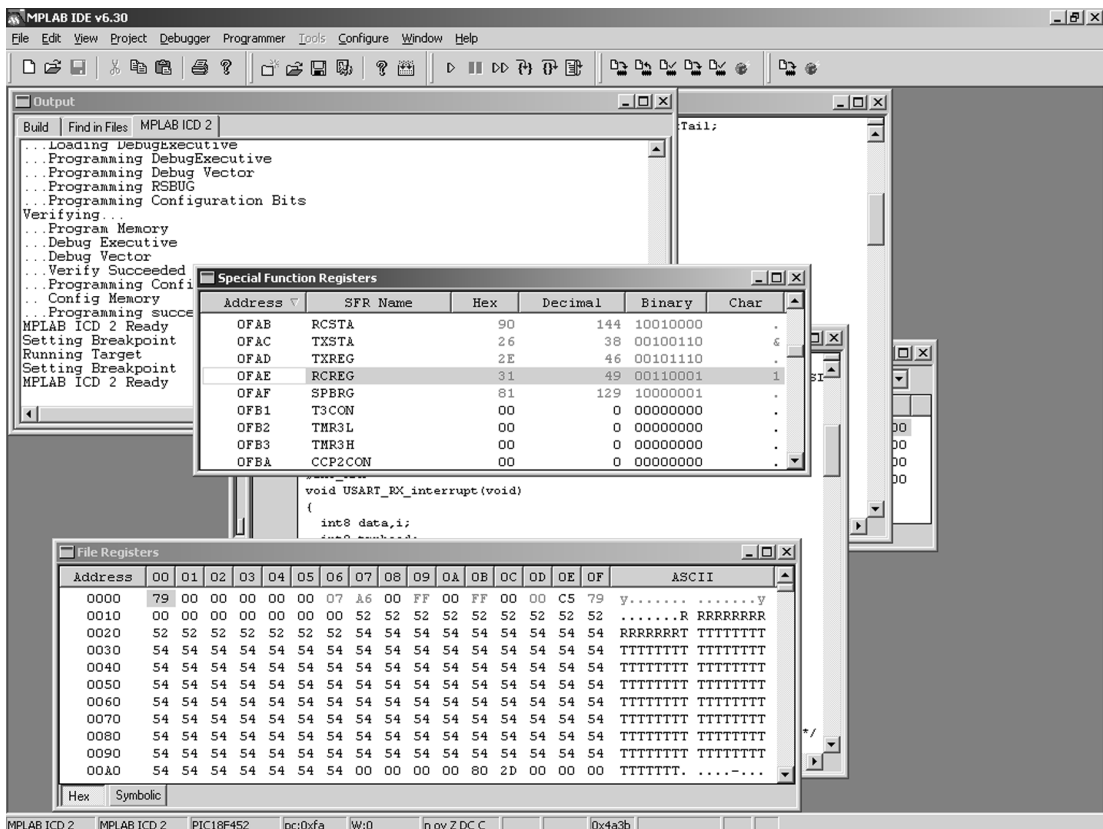 MPLAB IDE v6.30
File Edit View Project Debugger Programmer Tools Configure Window Help
Output
Build Find in Files MPLAB ICD 2
...Loading DebugExecutive
...Programming DebugExecutive
...Programming Debug Vector
...Programming RSBUG
...Programming Configuration Bits
Verifying...
...Program Memory
...Debug Executive
...Debug Vector
...Verify Succeeded
...Programming Confi
.. Config Memory
...Programming succe
MPLAB ICD 2 Ready
Setting Breakpoint
Running Target
Setting Breakpoint
MPLAB ICD 2 Ready
:Tail;
Special Function Registers
Address SFR Name Hex Decimal Binary Char
0FAB RCSTA 90 144 10010000 .
0FAC TXSTA 26 38 00100110 &
0FAD TXREG 2E 46 00101110 .
0FAE RCREG 31 49 00110001 1
0FAF SPBRG 81 129 10000001 .
0FB1 T3CON 00 0 00000000 .
0FB2 TMR3L 00 0 00000000 .
0FB3 TMR3H 00 0 00000000 .
0FBA CCP2CON 00 0 00000000 .
SI
00
00
00
00
void USART_RX_interrupt(void)
{
int8 data,i;
*/
File Registers
Address 00 01 02 03 04 05 06 07 08 09 0A 0B 0C 0D 0E 0F ASCII
0000 79 00 00 00 00 00 07 A6 00 FF 00 FF 00 00 C5 79 y....... .......y
0010 00 00 00 00 00 00 00 52 52 52 52 52 52 52 52 52 .......R RRRRRRRR
0020 52 52 52 52 52 52 52 54 54 54 54 54 54 54 54 54 RRRRRRRT TTTTTTTT
0030 54 54 54 54 54 54 54 54 54 54 54 54 54 54 54 54 TTTTTTTT TTTTTTTT
0040 54 54 54 54 54 54 54 54 54 54 54 54 54 54 54 54 TTTTTTTT TTTTTTTT
0050 54 54 54 54 54 54 54 54 54 54 54 54 54 54 54 54 TTTTTTTT TTTTTTTT
0060 54 54 54 54 54 54 54 54 54 54 54 54 54 54 54 54 TTTTTTTT TTTTTTTT
0070 54 54 54 54 54 54 54 54 54 54 54 54 54 54 54 54 TTTTTTTT TTTTTTTT
0080 54 54 54 54 54 54 54 54 54 54 54 54 54 54 54 54 TTTTTTTT TTTTTTTT
0090 54 54 54 54 54 54 54 54 54 54 54 54 54 54 54 54 TTTTTTTT TTTTTTTT
00A0 54 54 54 54 54 54 54 00 00 00 00 80 2D 00 00 00 TTTTTTT. ....-...
Hex Symbolic
MPLAB ICD 2 MPLAB ICD 2 PIC18F452 pc:0xfa W:0 n ov Z DC C 0x4a3b